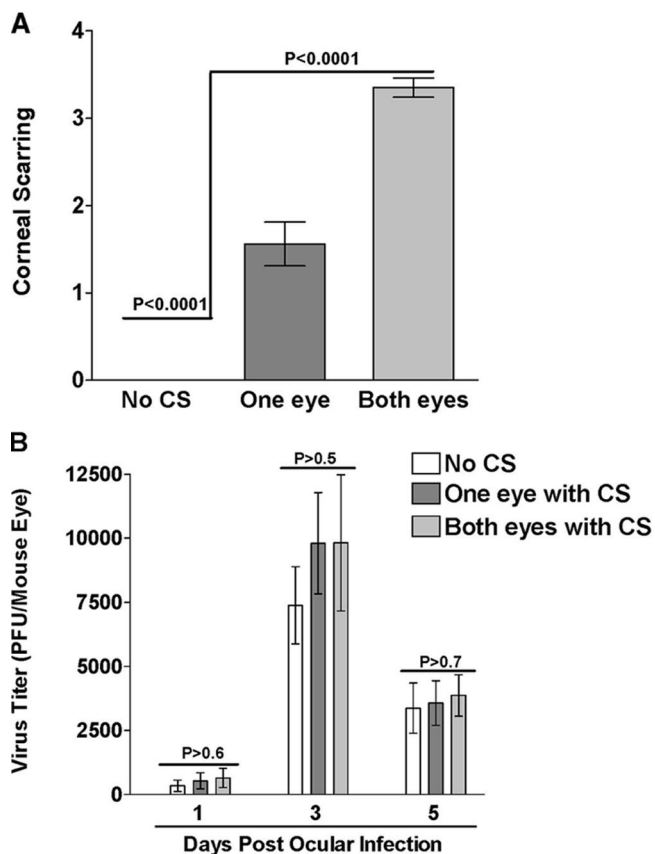 A
Corneal Scarring
4
3
2
1
0
P<0.0001
P<0.0001
No CS One eye Both eyes
B
Virus Titer (PFU/Mouse Eye)
12500
10000
7500
5000
2500
0
P>0.6
P>0.5
P>0.7
No CS
One eye with CS
Both eyes with CS
1 3 5
Days Post Ocular Infection